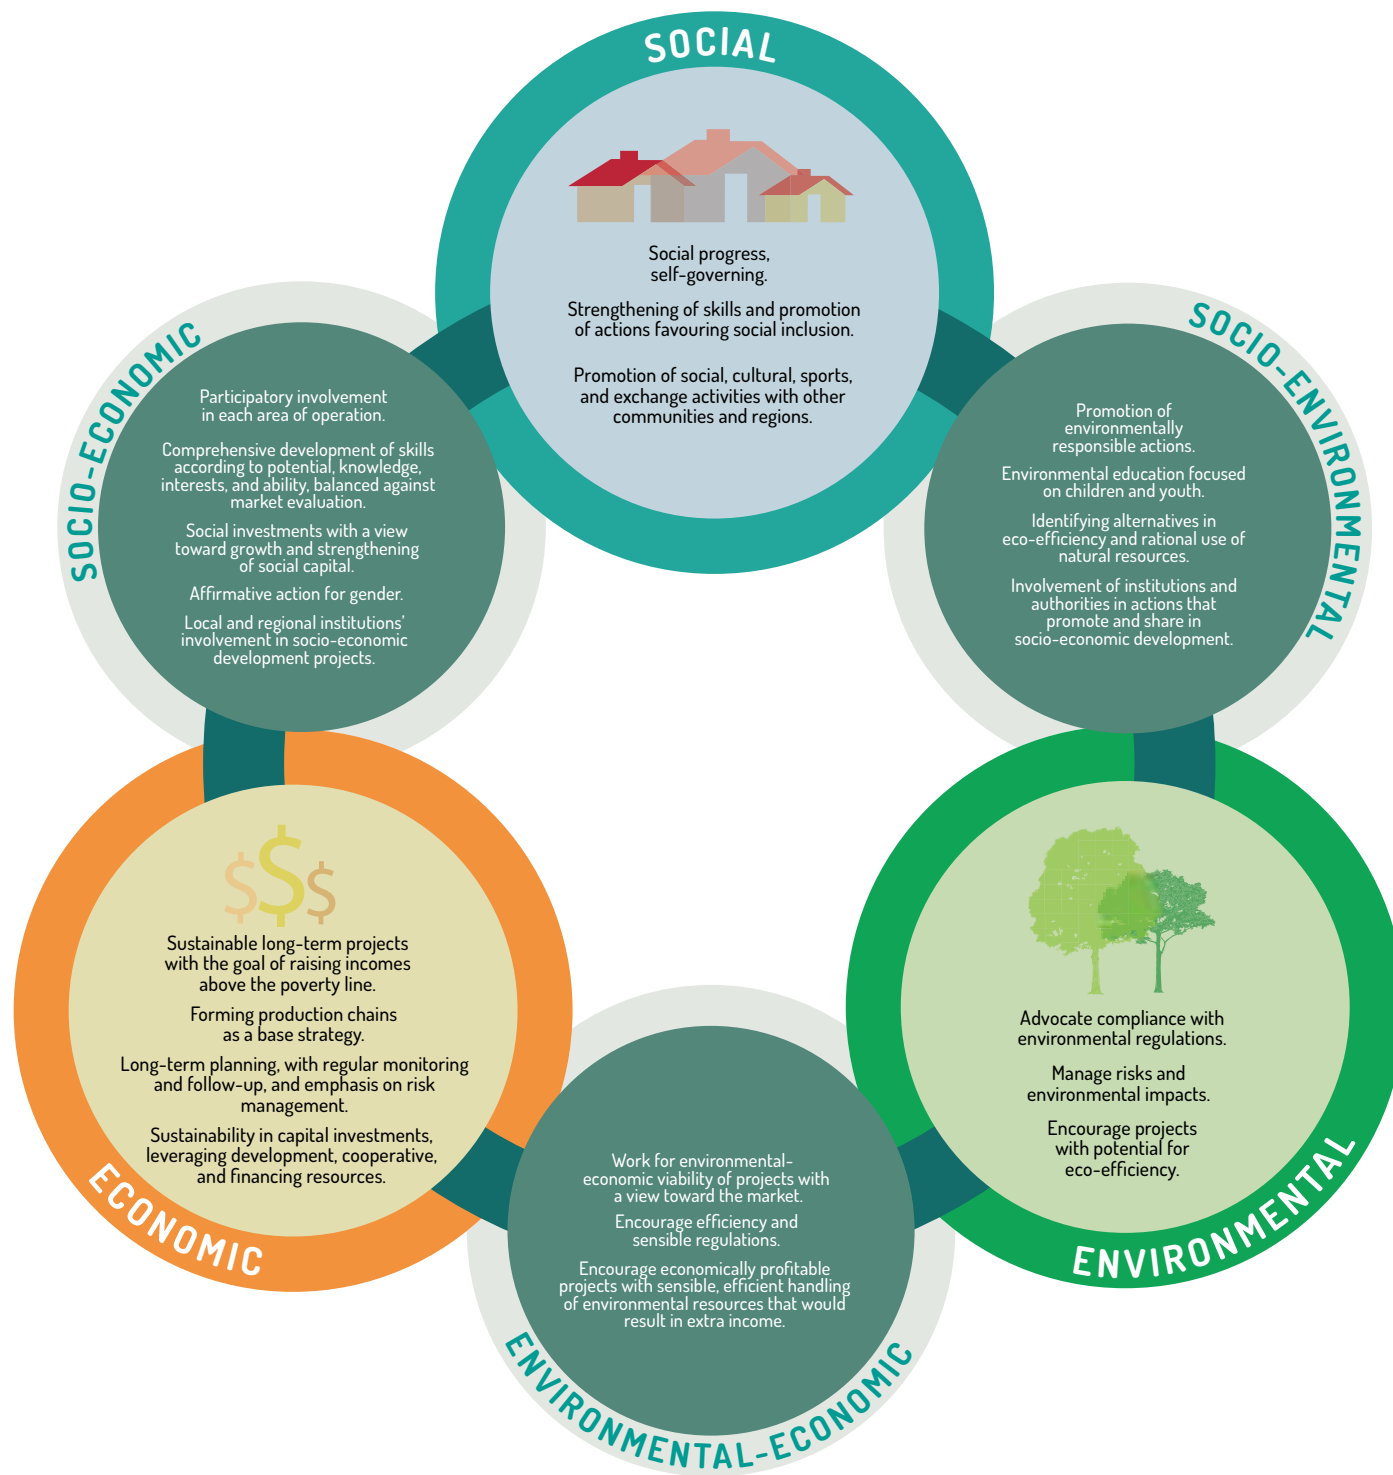 SOCIAL
Social progress,
self-governing.
Strengthening of skills and promotion
of actions favouring social inclusion.
Promotion of social, cultural, sports,
and exchange activities with other
communities and regions.
SOCIO-ECONOMIC
Participatory involvement
in each area of operation.
Comprehensive development of skills
according to potential, knowledge,
interests, and ability, balanced against
market evaluation.
Social investments with a view
toward growth and strengthening
of social capital.
Affirmative action for gender.
Local and regional institutions'
involvement in socio-economic
development projects.
SOCIO-ENVIRONMENTAL
Promotion of
environmentally
responsible actions.
Environmental education focused
on children and youth.
Identifying alternatives in
eco-efficiency and rational use of
natural resources.
Involvement of institutions and
authorities in actions that
promote and share in
socio-economic development.
$$$
Sustainable long-term projects
with the goal of raising incomes
above the poverty line.
Forming production chains
as a base strategy.
Long-term planning, with regular monitoring
and follow-up, and emphasis on risk
management.
Sustainability in capital investments,
leveraging development, cooperative,
and financing resources.
ECONOMIC
Advocate compliance with
environmental regulations.
Manage risks and
environmental impacts.
Encourage projects
with potential for
eco-efficiency.
ENVIRONMENTAL
Work for environmental-
economic viability of projects with
a view toward the market.
Encourage efficiency and
sensible regulations.
Encourage economically profitable
projects with sensible, efficient handling
of environmental resources that would
result in extra income.
ENVIRONMENTAL-ECONOMIC